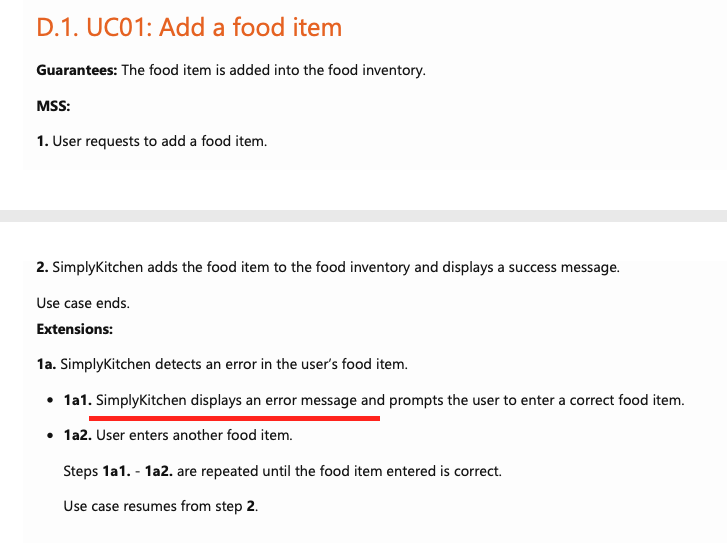 D.1. UC01: Add a food item
Guarantees: The food item is added into the food inventory.
MSS:
1. User requests to add a food item.
2. SimplyKitchen adds the food item to the food inventory and displays a success message.
Use case ends.
Extensions:
1a. SimplyKitchen detects an error in the user’s food item.
• 1a1. SimplyKitchen displays an error message and prompts the user to enter a correct food item.
• 1a2. User enters another food item.
Steps 1a1. - 1a2. are repeated until the food item entered is correct.
Use case resumes from step 2.